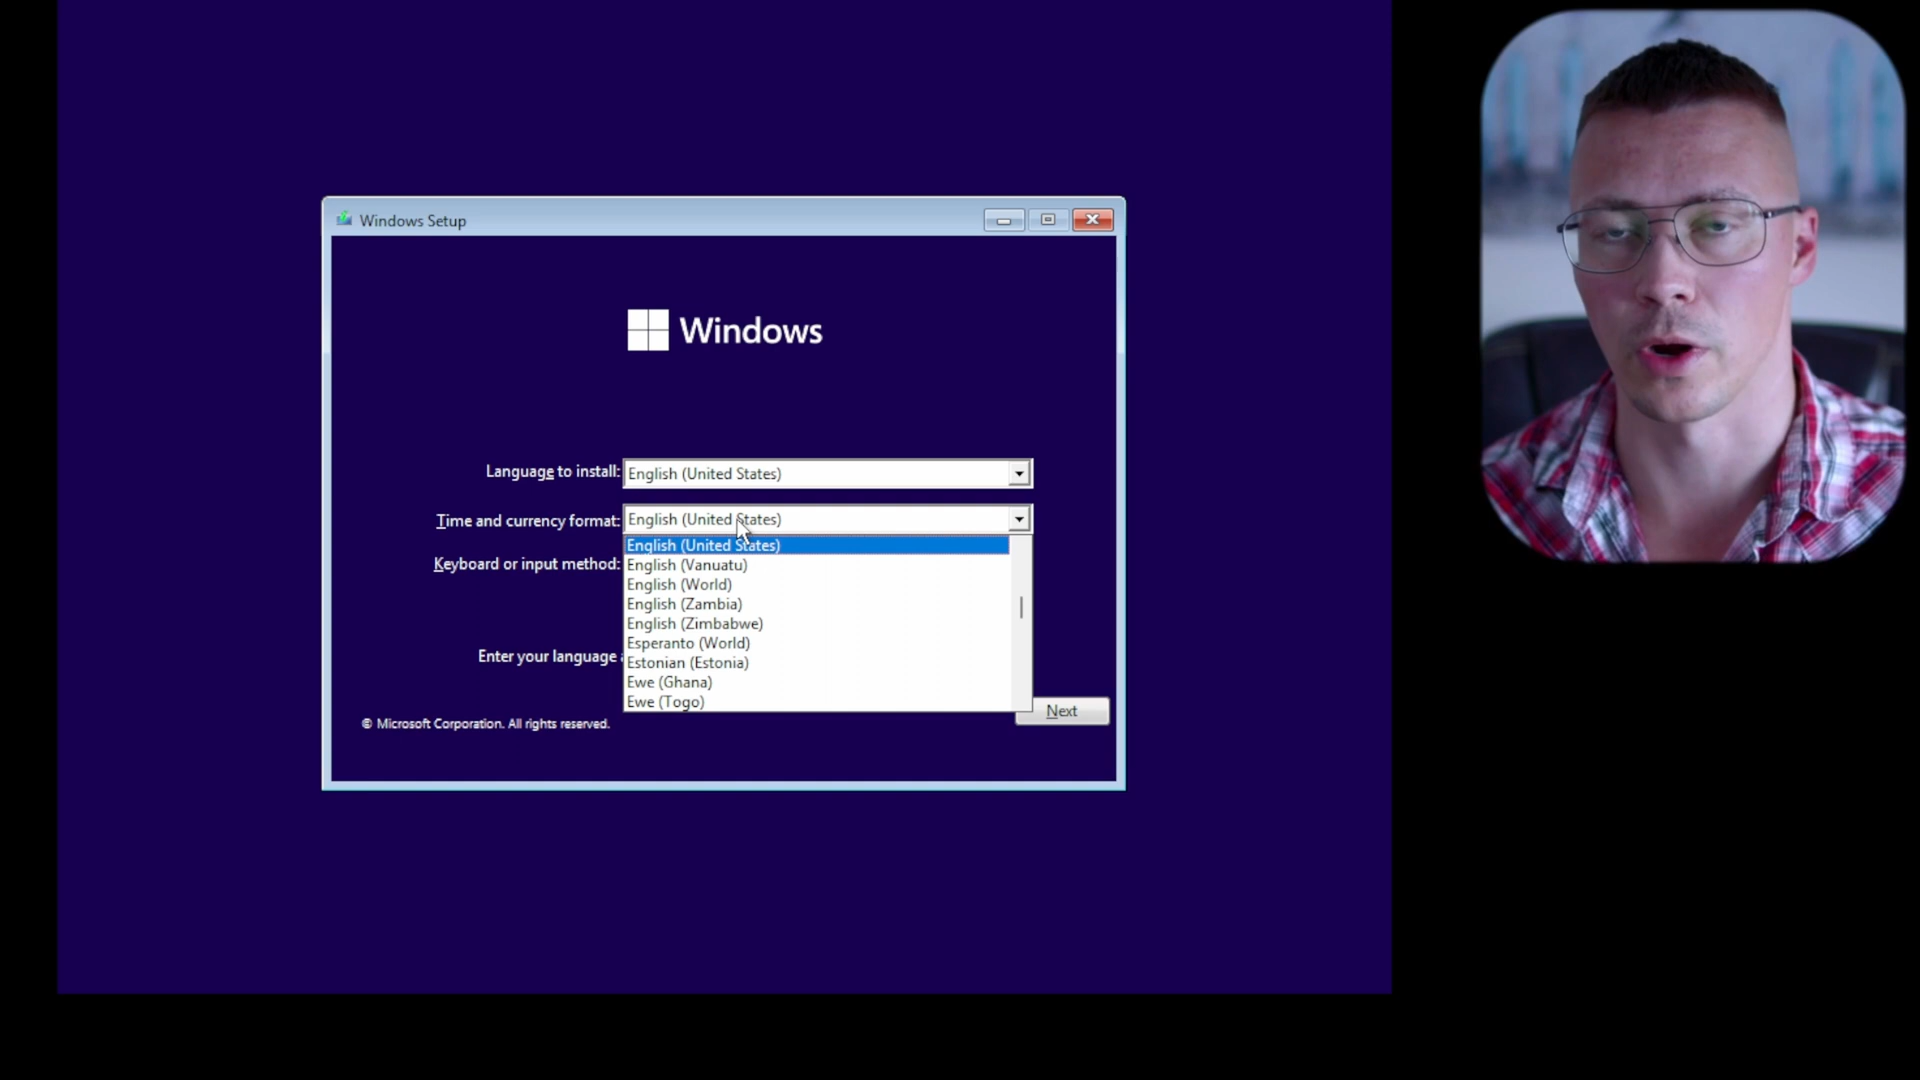 Windows Setup
Windows
Language to install: English (United States)
Time and currency format: English (United States)
English (United States)
Keyboard or input method:
English (Vanuatu)
English (World)
English (Zambia)
English (Zimbabwe)
Esperanto (World)
Enter your language
Estonian (Estonia)
Ewe (Ghana)
Ewe (Togo)
Next
© Microsoft Corporation. All rights reserved.